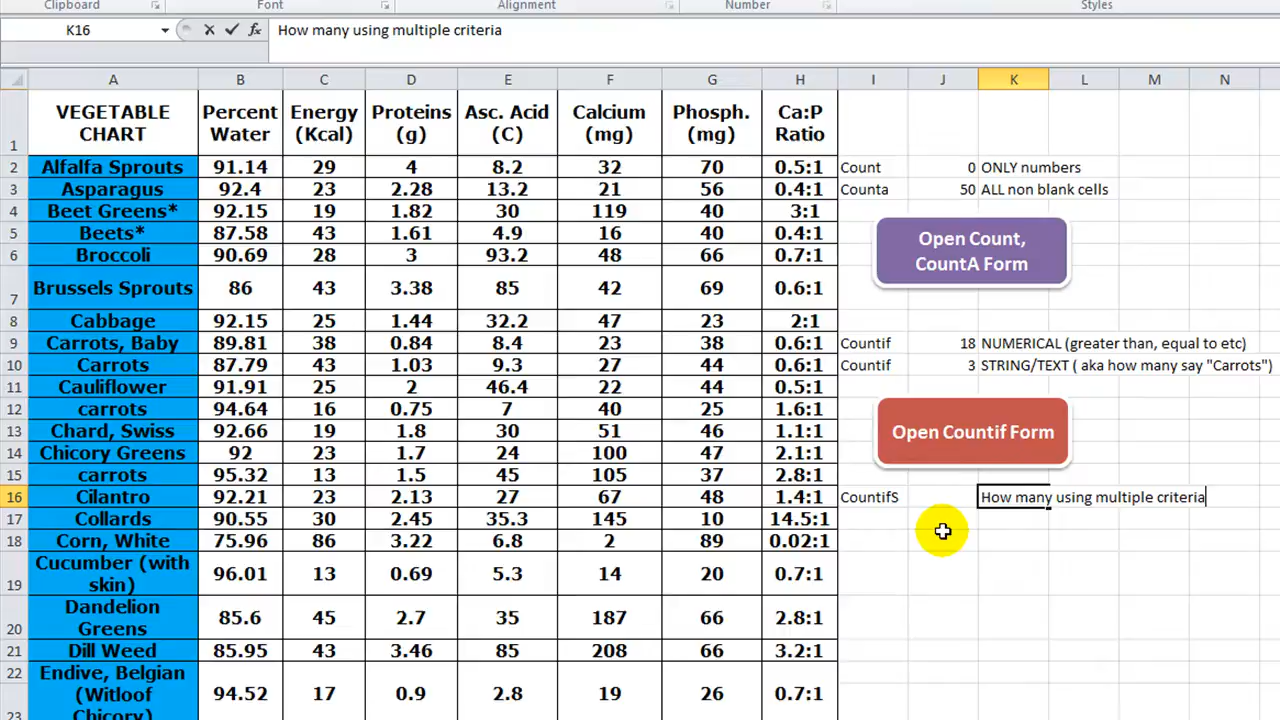 Clipboard Font Alignment Number Styles
K16 fx How many using multiple criteria
A B C D E F G H I J K L M N
VEGETABLE Percent Energy Proteins Asc. Acid Calcium Phosph. Ca:P
CHART Water (Kcal) (g) (C) (mg) (mg) Ratio
1
2 Alfalfa Sprouts 91.14 29 4 8.2 32 70 0.5:1 Count 0 ONLY numbers
3 Asparagus 92.4 23 2.28 13.2 21 56 0.4:1 Counta 50 ALL non blank cells
4 Beet Greens* 92.15 19 1.82 30 119 40 3:1
5 Beets* 87.58 43 1.61 4.9 16 40 0.4:1
Open Count,
CountA Form
6 Broccoli 90.69 28 3 93.2 48 66 0.7:1
7 Brussels Sprouts 86 43 3.38 85 42 69 0.6:1
8 Cabbage 92.15 25 1.44 32.2 47 23 2:1
9 Carrots, Baby 89.81 38 0.84 8.4 23 38 0.6:1 Countif 18 NUMERICAL (greater than, equal to etc)
10 Carrots 87.79 43 1.03 9.3 27 44 0.6:1 Countif 3 STRING/TEXT ( aka how many say "Carrots")
11 Cauliflower 91.91 25 2 46.4 22 44 0.5:1
12 carrots 94.64 16 0.75 7 40 25 1.6:1
13 Chard, Swiss 92.66 19 1.8 30 51 46 1.1:1
Open Countif Form
14 Chicory Greens 92 23 1.7 24 100 47 2.1:1
15 carrots 95.32 13 1.5 45 105 37 2.8:1
16 Cilantro 92.21 23 2.13 27 67 48 1.4:1 CountifS How many using multiple criteria
17 Collards 90.55 30 2.45 35.3 145 10 14.5:1
18 Corn, White 75.96 86 3.22 6.8 2 89 0.02:1
Cucumber (with
19 skin) 96.01 13 0.69 5.3 14 20 0.7:1
Dandelion
20 Greens 85.6 45 2.7 35 187 66 2.8:1
21 Dill Weed 85.95 43 3.46 85 208 66 3.2:1
22 Endive, Belgian
(Witloof 94.52 17 0.9 2.8 19 26 0.7:1
23 Chicory)